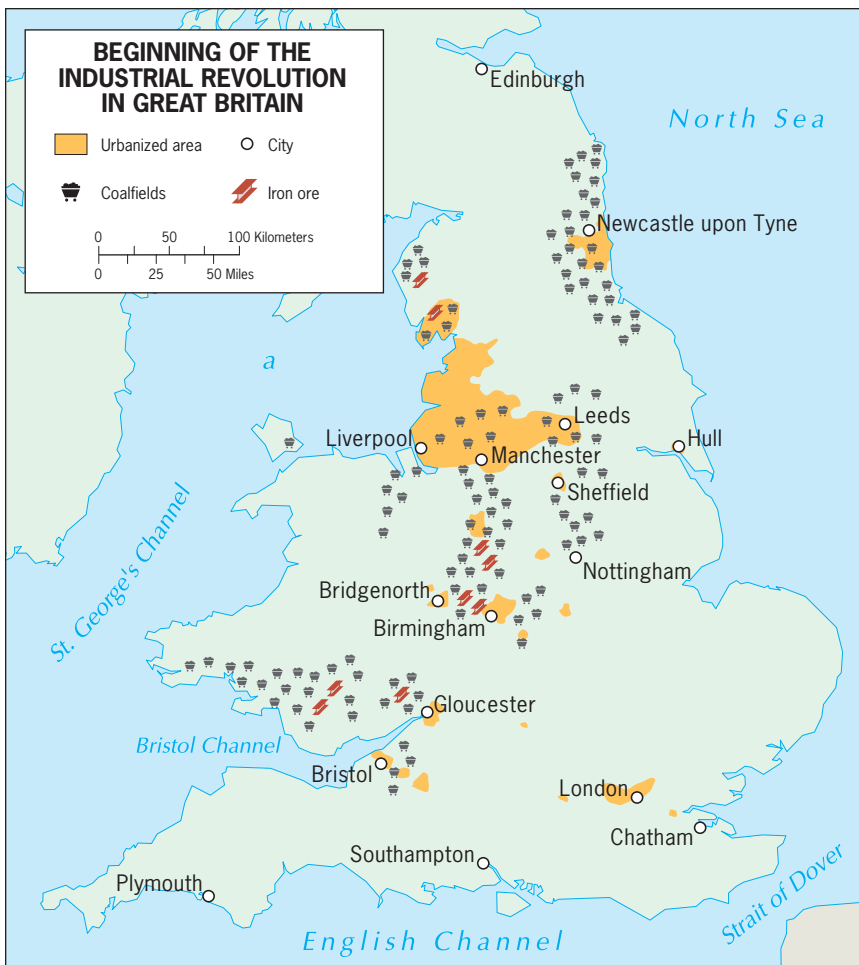 BEGINNING OF THE
INDUSTRIAL REVOLUTION
IN GREAT BRITAIN
Urbanized area
City
Coalfields
Iron ore
0 50 100 Kilometers
0 25 50 Miles
Edinburgh
North Sea
Newcastle upon Tyne
a
Leeds
Liverpool
Hull
Manchester
Sheffield
St. George's Channel
Nottingham
Bridgenorth
Birmingham
Gloucester
Bristol Channel
Bristol
London
Chatham
Southampton
Plymouth
Strait of Dover
English Channel